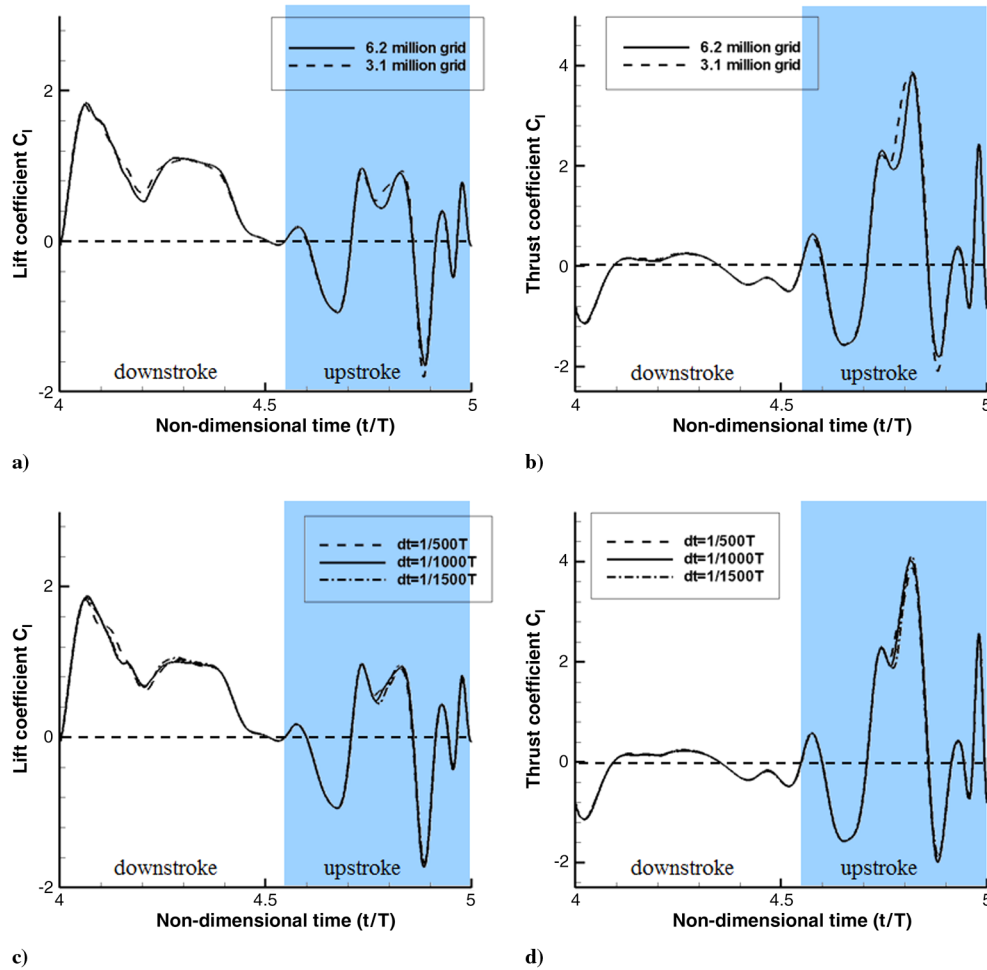 6.2 million grid
3.1 million grid
2
0
-2
Lift coefficient Cl
downstroke
upstroke
4
4.5
5
Non-dimensional time (t/T)
a)
6.2 million grid
3.1 million grid
4
2
0
-2
Thrust coefficient Cl
downstroke
upstroke
4
4.5
5
Non-dimensional time (t/T)
b)
dt=1/500T
dt=1/1000T
dt=1/1500T
2
0
-2
Lift coefficient Cl
downstroke
upstroke
4
4.5
5
Non-dimensional time (t/T)
c)
dt=1/500T
dt=1/1000T
dt=1/1500T
4
2
0
-2
Thrust coefficient Cl
downstroke
upstroke
4
4.5
5
Non-dimensional time (t/T)
d)